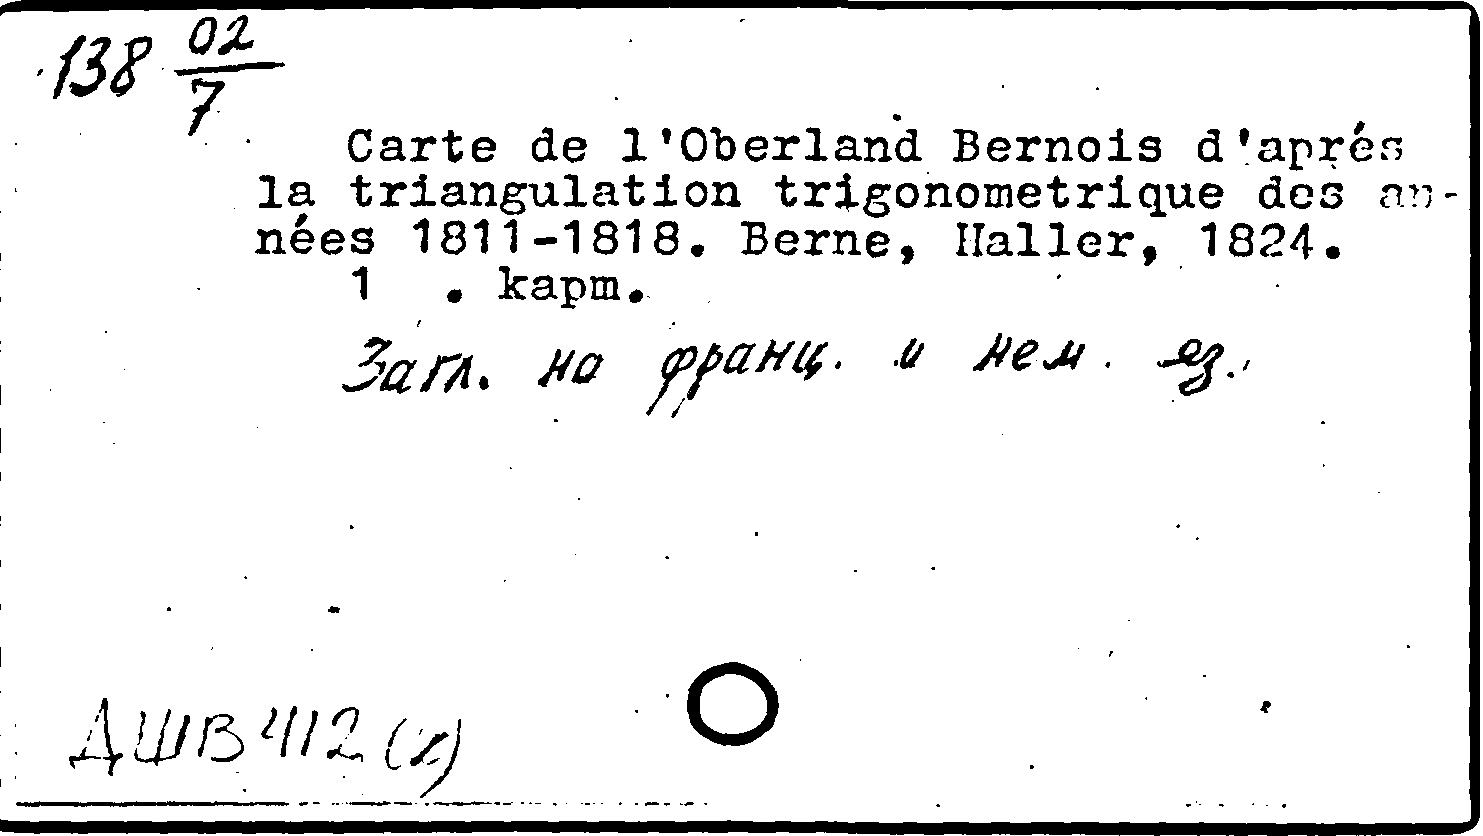 138 02/7
Carte de l'Oberland Bernois d'aprés
la triangulation trigonometrique des an-
nées 1811-1818. Berne, Haller, 1824.
1 . карт.
Загл. на франц. и нем. яз.
ДШВ 412 (к)